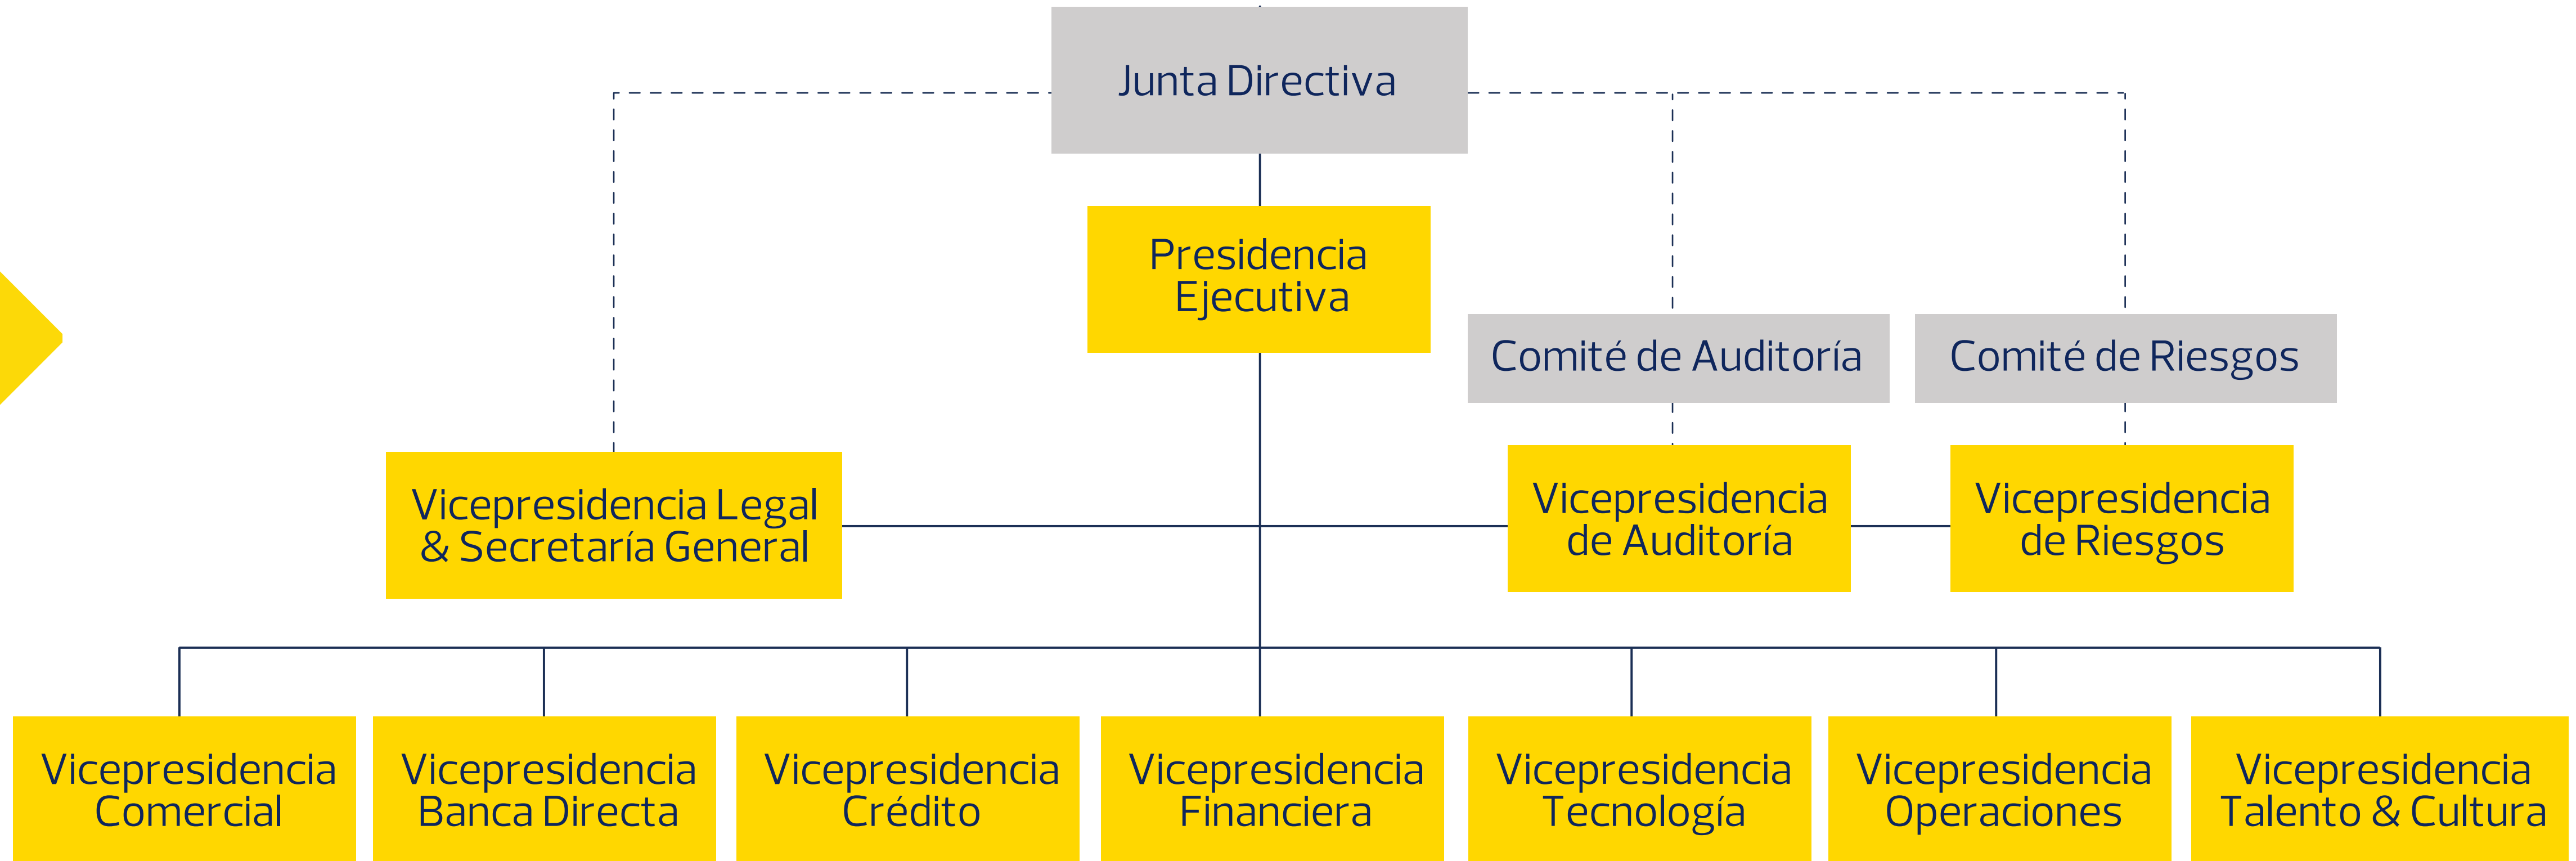 Junta Directiva
Presidencia
Ejecutiva
Comité de Auditoría
Comité de Riesgos
Vicepresidencia Legal
& Secretaría General
Vicepresidencia
de Auditoría
Vicepresidencia
de Riesgos
Vicepresidencia
Comercial
Vicepresidencia
Banca Directa
Vicepresidencia
Crédito
Vicepresidencia
Financiera
Vicepresidencia
Tecnología
Vicepresidencia
Operaciones
Vicepresidencia
Talento & Cultura